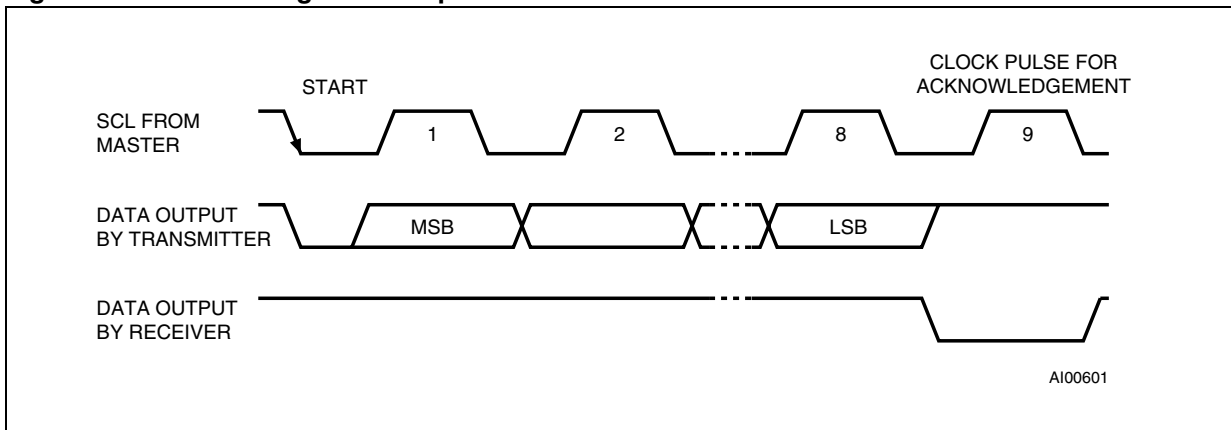 CLOCK PULSE FOR
ACKNOWLEDGEMENT
START
SCL FROM
MASTER
1
2
8
9
DATA OUTPUT
BY TRANSMITTER
MSB
LSB
DATA OUTPUT
BY RECEIVER
AI00601